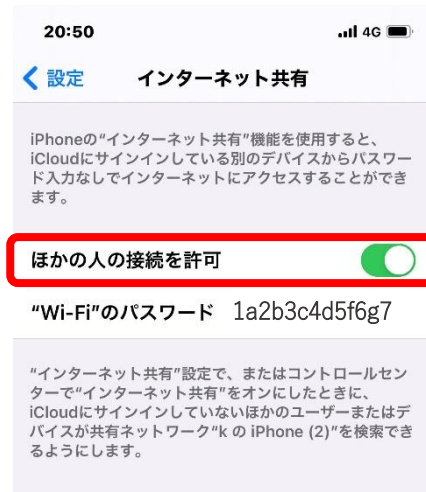 20:50 4G
設定 インターネット共有
iPhoneの“インターネット共有”機能を使用すると、
iCloudにサインインしている別のデバイスからパスワー
ド入力なしでインターネットにアクセスすることができ
ます。
ほかの人の接続を許可
“Wi-Fi”のパスワード 1a2b3c4d5f6g7
“インターネット共有”設定で、またはコントロールセン
ターで“インターネット共有”をオンにしたときに、
iCloudにサインインしていないほかのユーザーまたはデ
バイスが共有ネットワーク“k の iPhone (2)”を検索でき
るようにします。